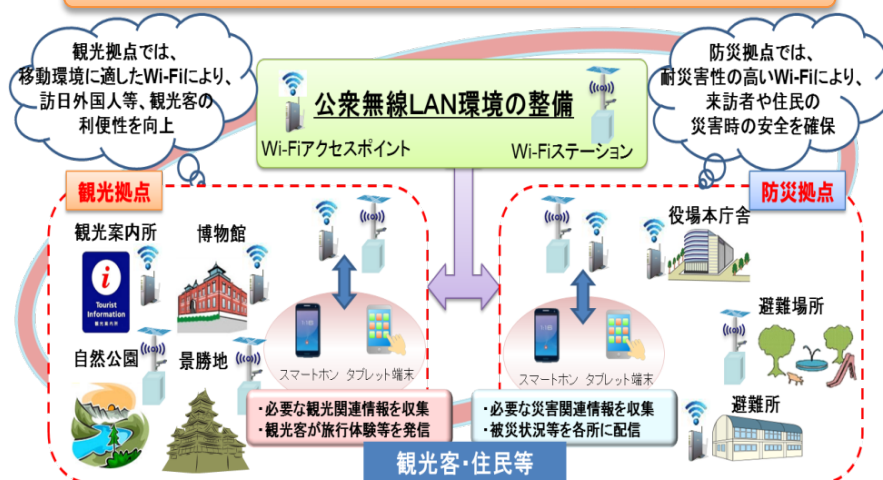 観光拠点では、
移動環境に適したWi-Fiにより、
訪日外国人等、観光客の
利便性を向上
公衆無線LAN環境の整備
Wi-Fiアクセスポイント
Wi-Fiステーション
防災拠点では、
耐災害性の高いWi-Fiにより、
来訪者や住民の
災害時の安全を確保
観光拠点
観光案内所
博物館
i
Tourist
Information
観光案内所
自然公園
景勝地
スマートホン タブレット端末
・必要な観光関連情報を収集
・観光客が旅行体験等を発信
防災拠点
役場本庁舎
避難場所
スマートホン タブレット端末
避難所
・必要な災害関連情報を収集
・被災状況等を各所に配信
観光客・住民等